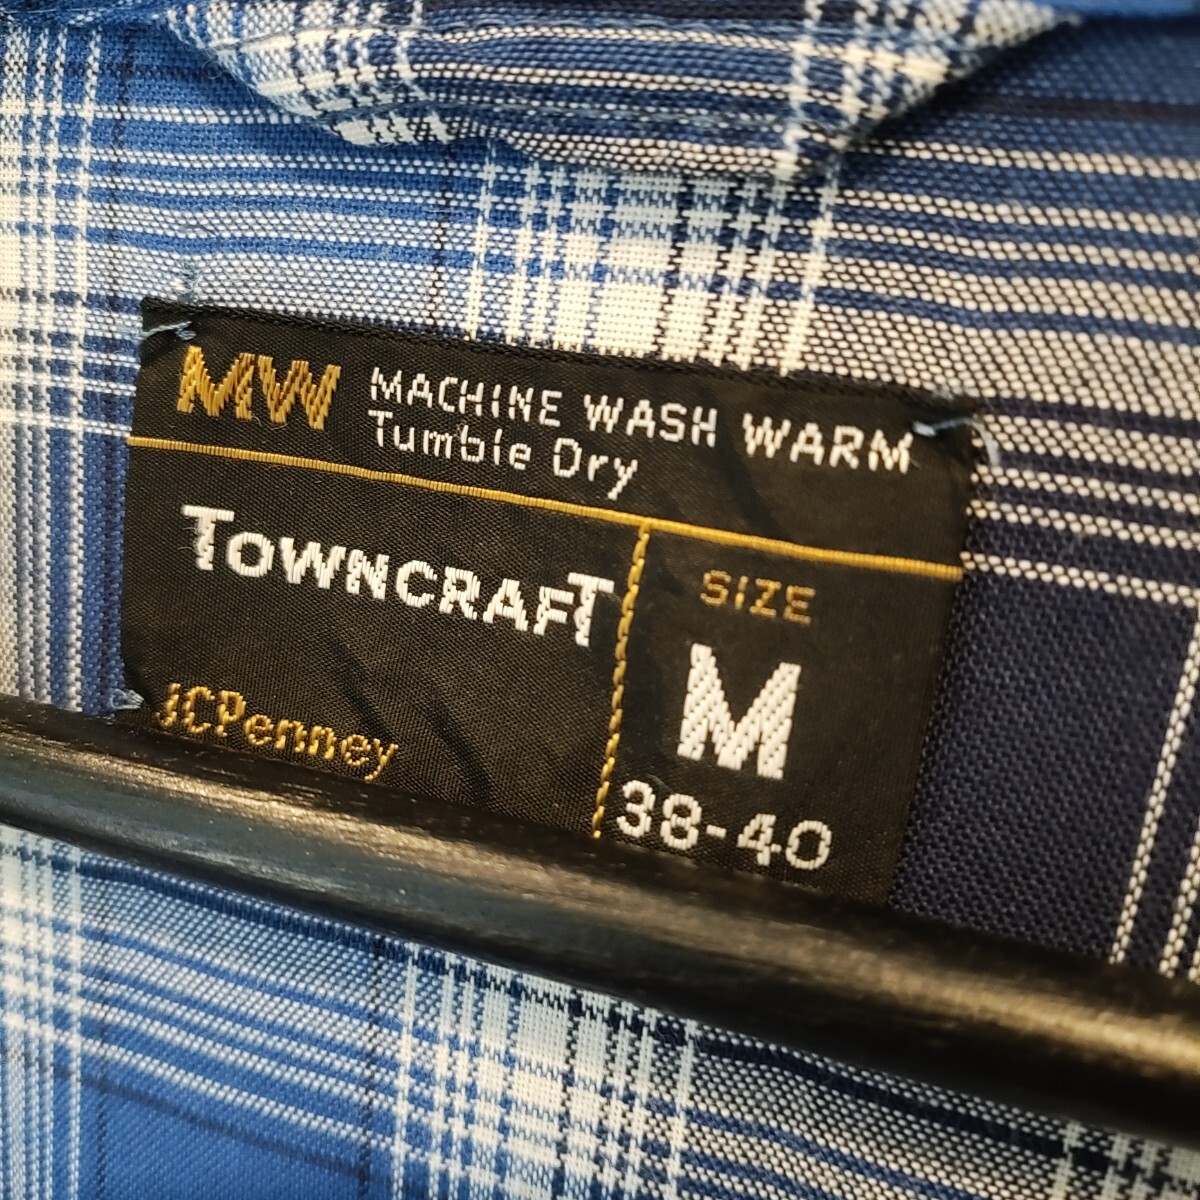 MW MACHINE WASH WARM
Tumble Dry
TOWNCRAFT
JCPenney
SIZE
M
38-40